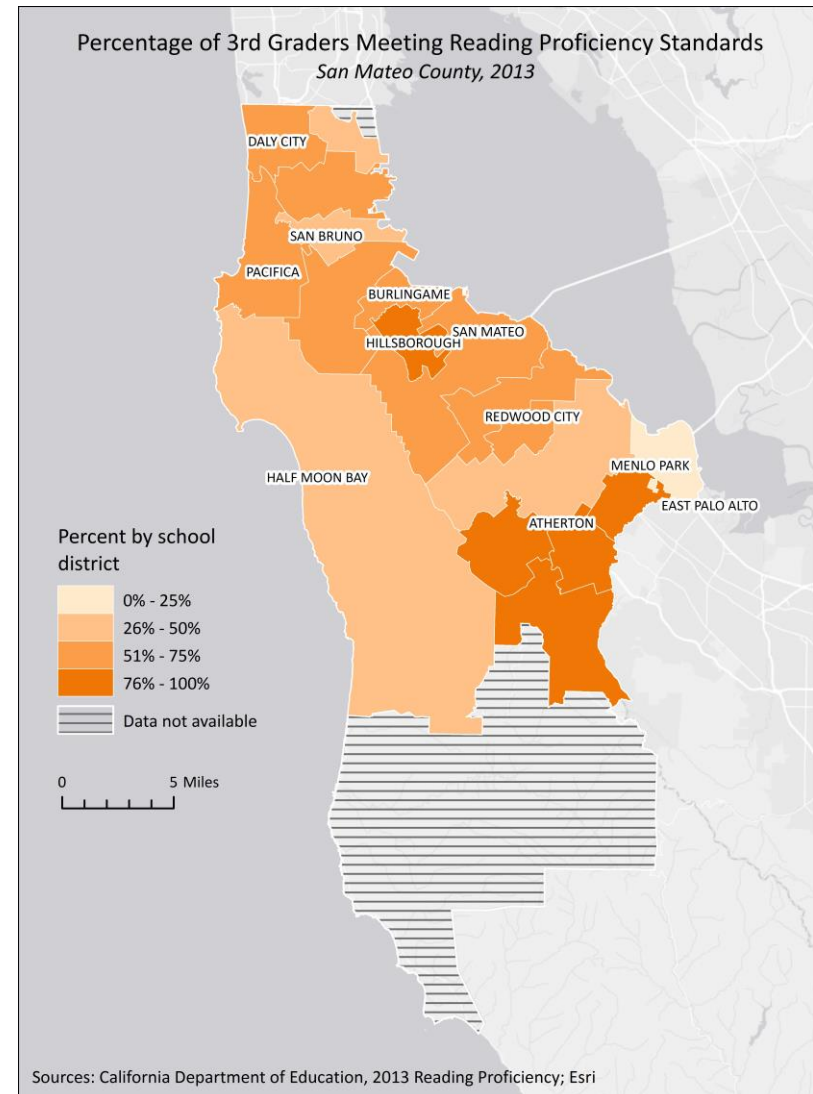 Percentage of 3rd Graders Meeting Reading Proficiency Standards
San Mateo County, 2013
DALY CITY
SAN BRUNO
PACIFICA
BURLINGAME
SAN MATEO
HILLSBOROUGH
REDWOOD CITY
MENLO PARK
HALF MOON BAY
EAST PALO ALTO
ATHERTON
Percent by school
district
0% - 25%
26% - 50%
51% - 75%
76% - 100%
Data not available
0 5 Miles
Sources: California Department of Education, 2013 Reading Proficiency; Esri